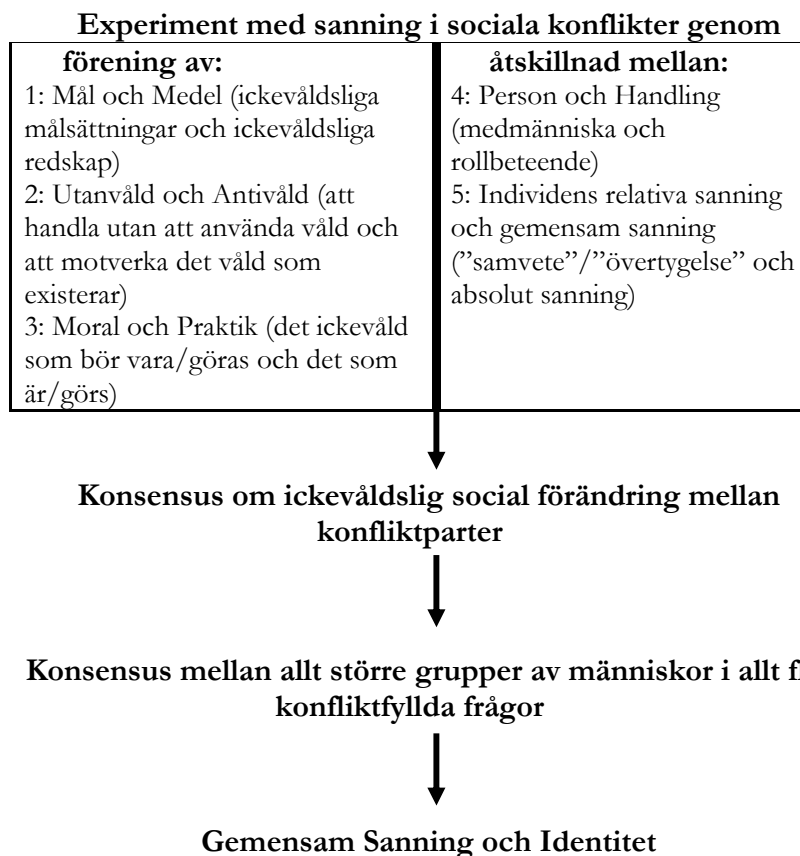 Experiment med sanning i sociala konflikter genom
förening av:
1: Mål och Medel (ickevåldsliga
målsättningar och ickevåldsliga
redskap)
2: Utanvåld och Antivåld (att
handla utan att använda våld och
att motverka det våld som
existerar)
3: Moral och Praktik (det ickevåld
som bör vara/göras och det som
är/görs)
åtskillnad mellan:
4: Person och Handling
(medmänniska och
rollbeteende)
5: Individens relativa sanning
och gemensam sanning
(”samvete”/”övertygelse” och
absolut sanning)
Konsensus om ickevåldslig social förändring mellan
konfliktparter
Konsensus mellan allt större grupper av människor i allt
konfliktfyllda frågor
Gemensam Sanning och Identitet